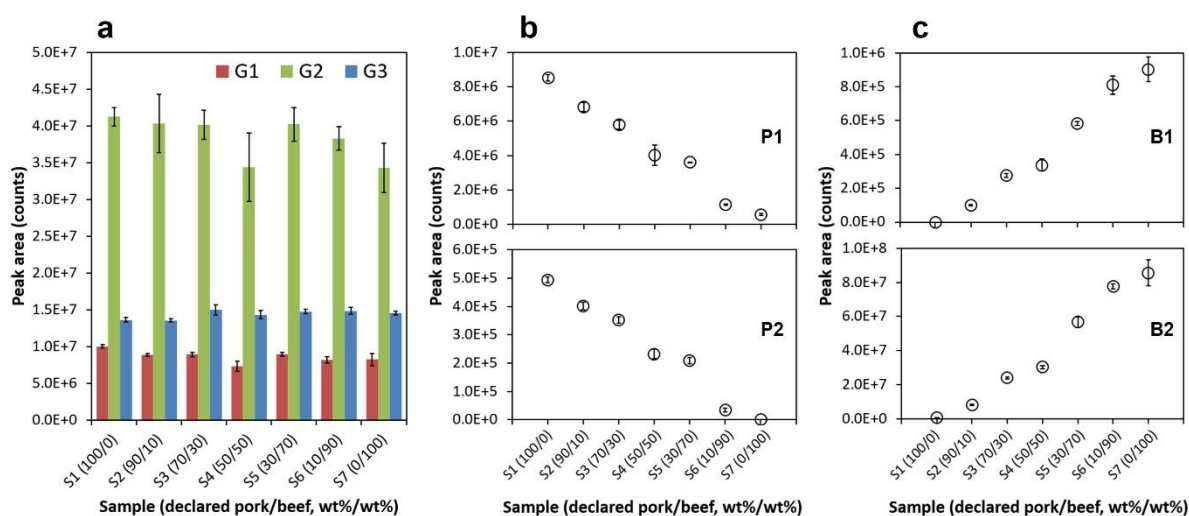 a
Peak area (counts)
5.0E+7
4.5E+7
4.0E+7
3.5E+7
3.0E+7
2.5E+7
2.0E+7
1.5E+7
1.0E+7
5.0E+6
0.0E+0
G1 G2 G3
S1 (100/0)
S2 (90/10)
S3 (70/30)
S4 (50/50)
S5 (30/70)
S6 (10/90)
S7 (0/100)
Sample (declared pork/beef, wt%/wt%)
b
Peak area (counts)
1.0E+7
8.0E+6
6.0E+6
4.0E+6
2.0E+6
0.0E+0
P1
6.0E+5
5.0E+5
4.0E+5
3.0E+5
2.0E+5
1.0E+5
0.0E+0
P2
S1 (100/0)
S2 (90/10)
S3 (70/30)
S4 (50/50)
S5 (30/70)
S6 (10/90)
S7 (0/100)
Sample (declared pork/beef, wt%/wt%)
c
Peak area (counts)
1.0E+6
8.0E+5
6.0E+5
4.0E+5
2.0E+5
0.0E+0
B1
1.0E+8
8.0E+7
6.0E+7
4.0E+7
2.0E+7
0.0E+0
B2
S1 (100/0)
S2 (90/10)
S3 (70/30)
S4 (50/50)
S5 (30/70)
S6 (10/90)
S7 (0/100)
Sample (declared pork/beef, wt%/wt%)